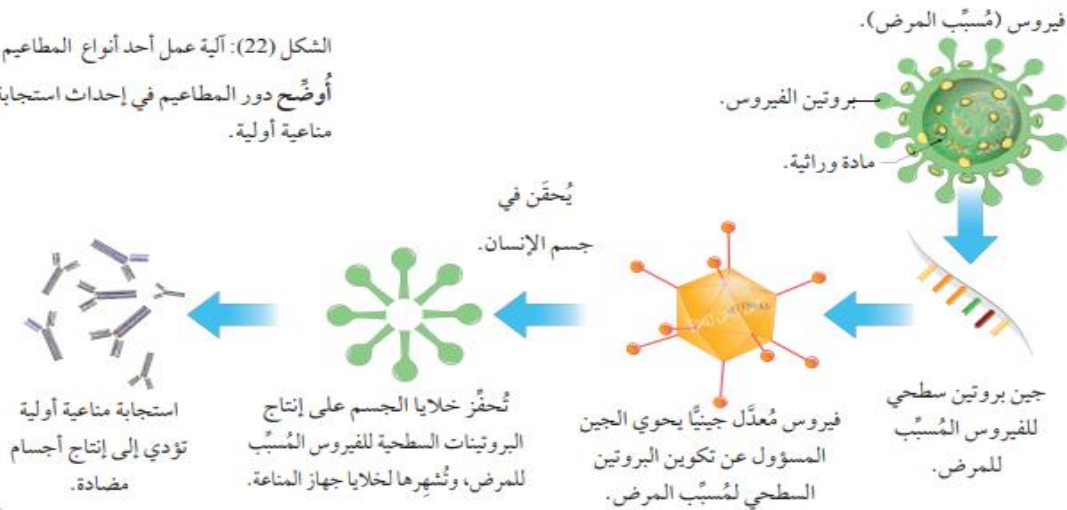 فيروس (مُسبِّب المرض).
بروتين الفيروس.
مادة وراثية.
الشكل (22): آلية عمل أحد أنواع المطاعيم
أُوضِّح دور المطاعيم في إحداث استجابة
مناعية أولية.
جين بروتين سطحي
للفيروس المُسبِّب
للمرض.
فيروس مُعدَّل جينيًّا يحوي الجين
المسؤول عن تكوين البروتين
السطحي لمُسبِّب المرض.
يُحقَن في
جسم الإنسان.
تُحفِّز خلايا الجسم على إنتاج
البروتينات السطحية للفيروس المُسبِّب
للمرض، وتُشهِرها لخلايا جهاز المناعة.
استجابة مناعية أولية
تؤدي إلى إنتاج أجسام
مضادة.